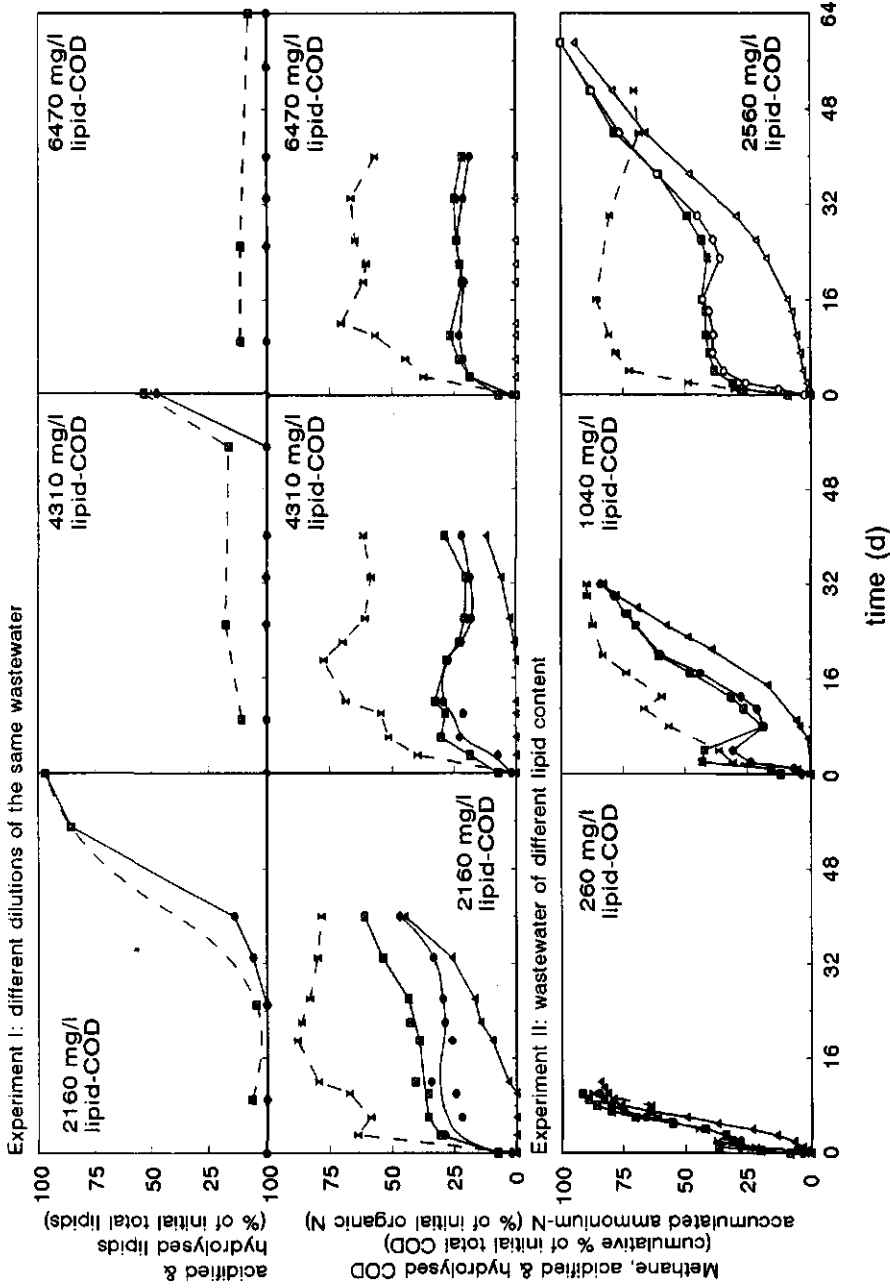 Experiment I: different dilutions of the same wastewater
acidified &
hydrolysed lipids
(% of initial total lipids)
100
75
50
25
0
2160 mg/l
lipid-COD
4310 mg/l
lipid-COD
6470 mg/l
lipid-COD
Methane, acidified & hydrolysed COD
(cumulative % of initial total COD)
accumulated ammonium-N
(% of initial organic N)
100
75
50
25
0
2160 mg/l
lipid-COD
4310 mg/l
lipid-COD
6470 mg/l
lipid-COD
Experiment II: wastewater of different lipid content
100
75
50
25
0
260 mg/l
lipid-COD
1040 mg/l
lipid-COD
2560 mg/l
lipid-COD
0 16 32 48 0 16 32 48 0 16 32 48 64
time (d)